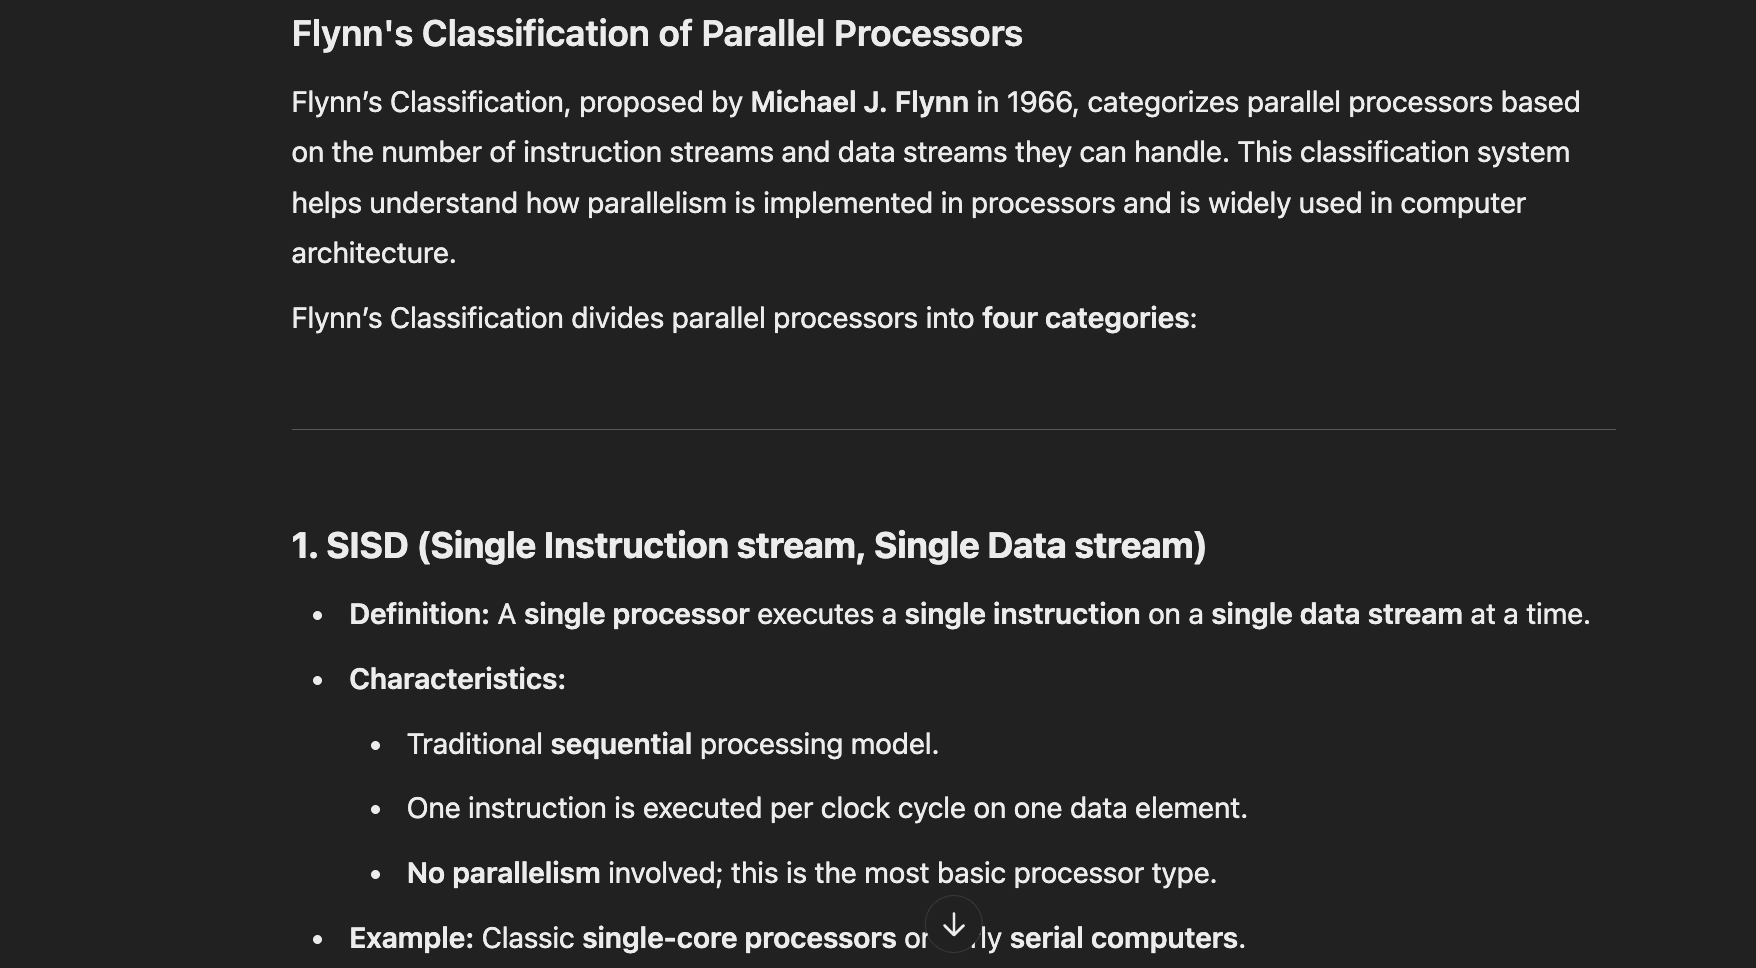 Flynn's Classification of Parallel Processors
Flynn’s Classification, proposed by Michael J. Flynn in 1966, categorizes parallel processors based
on the number of instruction streams and data streams they can handle. This classification system
helps understand how parallelism is implemented in processors and is widely used in computer
architecture.
Flynn’s Classification divides parallel processors into four categories:
1. SISD (Single Instruction stream, Single Data stream)
• Definition: A single processor executes a single instruction on a single data stream at a time.
• Characteristics:
• Traditional sequential processing model.
• One instruction is executed per clock cycle on one data element.
• No parallelism involved; this is the most basic processor type.
• Example: Classic single-core processors serial computers.